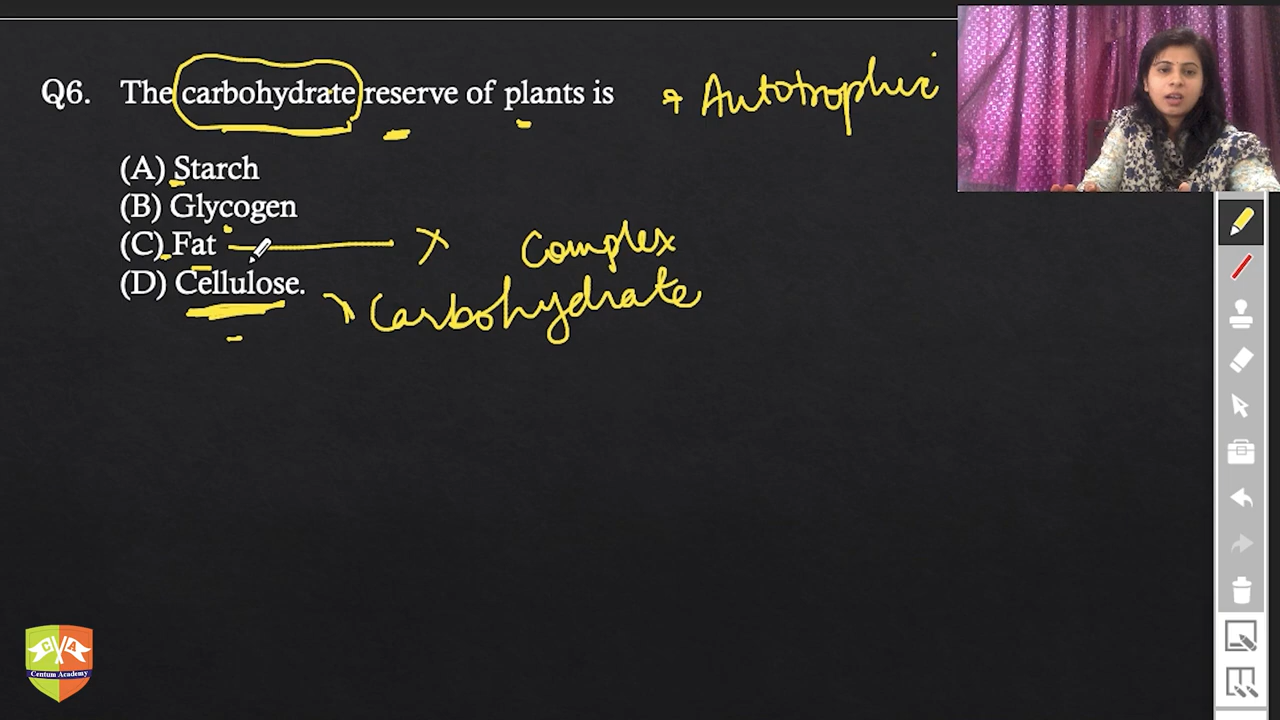 Q6. The carbohydrate reserve of plants is
* Autotrophic
(A) Starch
(B) Glycogen
(C) Fat
x
Complex
(D) Cellulose.
Carbohydrate
C A
Centum Academy